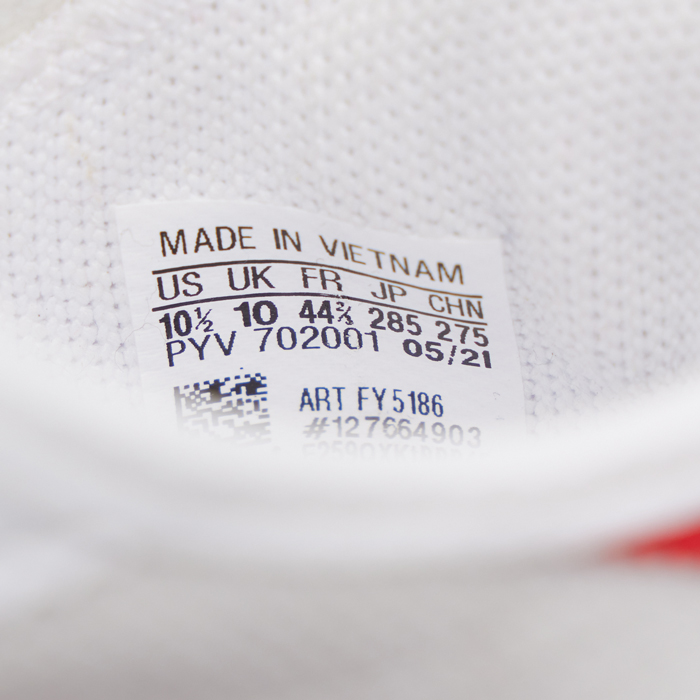 MADE IN VIETNAM
US UK FR JP CHN
10½ 10 44⅔ 285 275
PYV 702001 05/21
ART FY5186
#127664903